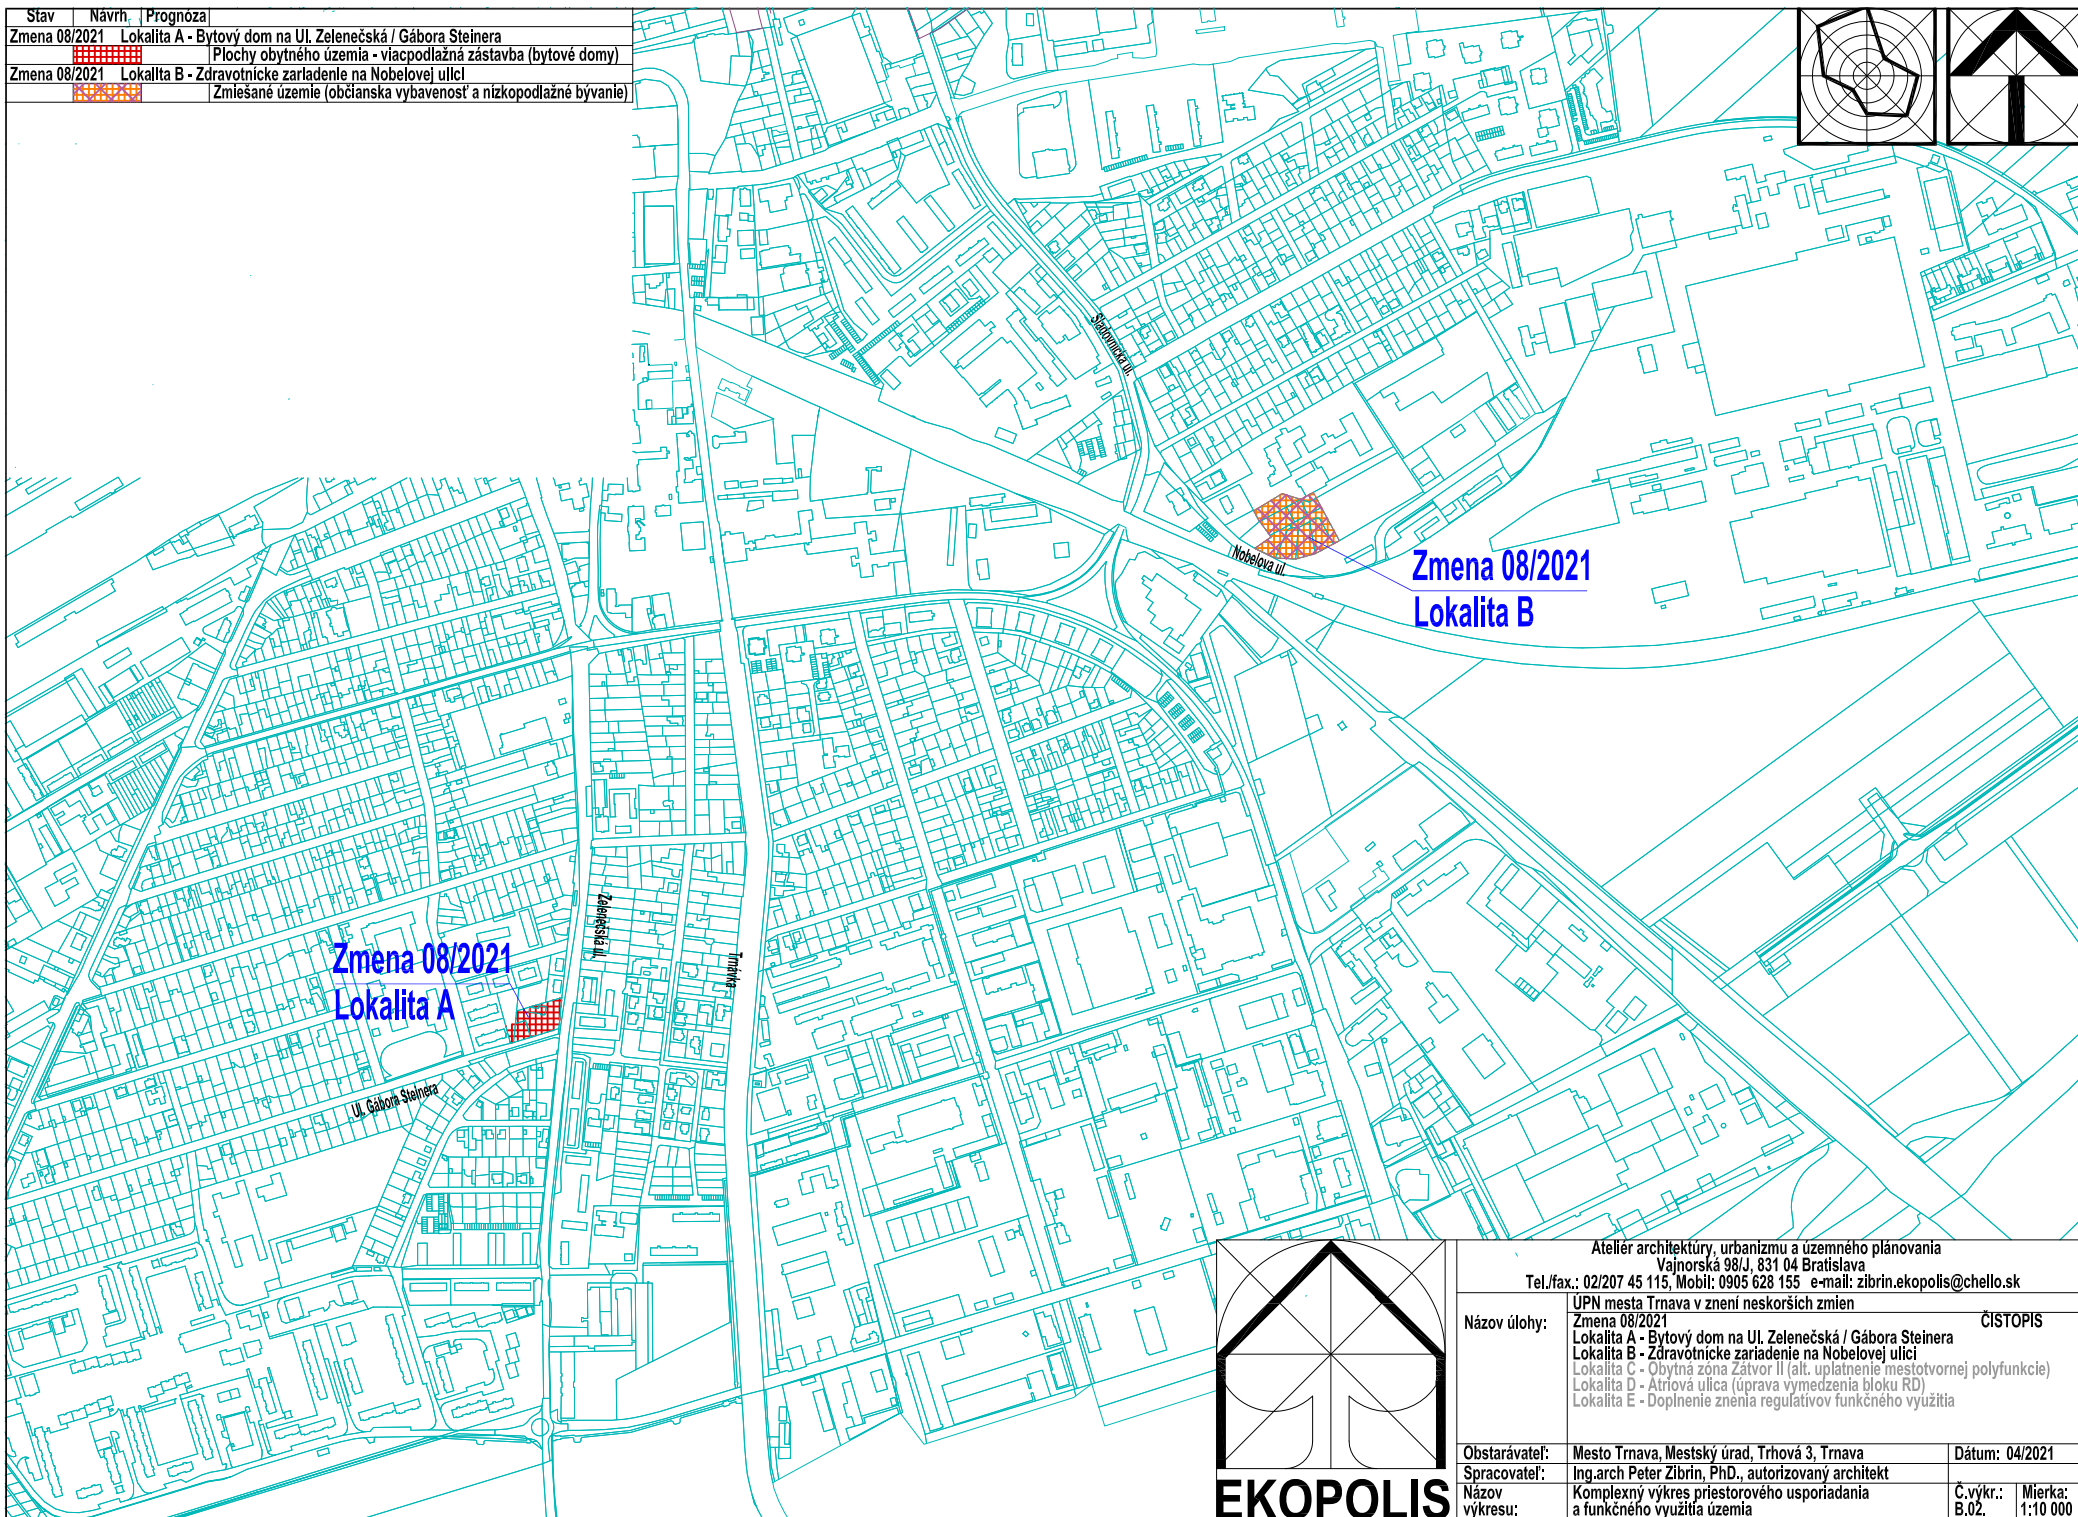 Stav Návrh Prognóza
Zmena 08/2021 Lokalita A - Bytový dom na Ul. Zelenečská / Gábora Steinera
Plochy obytného územia - viacpodlažná zástavba (bytové domy)
Zmena 08/2021 Lokalita B - Zdravotnícke zariadenie na Nobelovej ulici
Zmiešané územie (občianska vybavenosť a nízkopodlažné bývanie)
Sladovnícka ul.
Nobelova ul.
Zmena 08/2021
Lokalita B
Zelenečská ul.
Trnávka
Zmena 08/2021
Lokalita A
Ul. Gábora Steinera
EKOPOLIS
Ateliér architektúry, urbanizmu a územného plánovania
Vajnorská 98/J, 831 04 Bratislava
Tel./fax.: 02/207 45 115, Mobil: 0905 628 155 e-mail: zibrin.ekopolis@chello.sk
Názov úlohy: ÚPN mesta Trnava v znení neskorších zmien
Zmena 08/2021 ČISTOPIS
Lokalita A - Bytový dom na Ul. Zelenečská / Gábora Steinera
Lokalita B - Zdravotnícke zariadenie na Nobelovej ulici
Lokalita C - Obytná zóna Zátvor II (alt. uplatnenie mestotvornej polyfunkcie)
Lokalita D - Átriová ulica (úprava vymedzenia bloku RD)
Lokalita E - Doplnenie znenia regulatívov funkčného využitia
Obstarávateľ: Mesto Trnava, Mestský úrad, Trhová 3, Trnava Dátum: 04/2021
Spracovateľ: Ing.arch Peter Zibrin, PhD., autorizovaný architekt
Názov výkresu: Komplexný výkres priestorového usporiadania
a funkčného využitia územia
Č.výkr.: B.02.
Mierka: 1:10 000